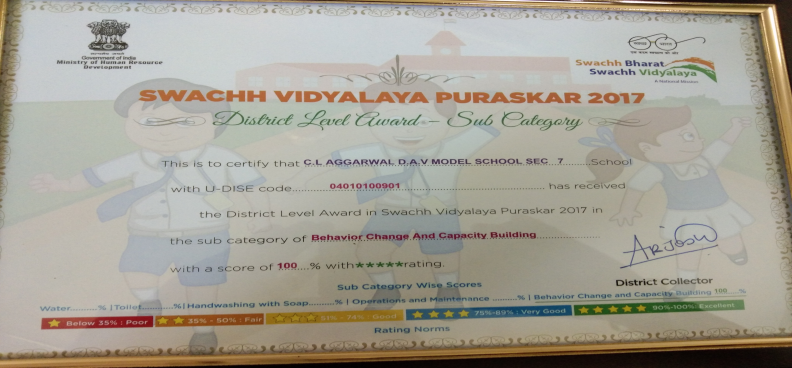 Government of India
Ministry of Human Resource
Development
Swachh Bharat
Swachh Vidyalaya
A National Mission
SWACHH VIDYALAYA PURASKAR 2017
District Level Award - Sub Category
This is to certify that C.L AGGARWAL D.A.V MODEL SCHOOL SEC 7 ......School
with U-DISE code......04010100901...... has received
the District Level Award in Swachh Vidyalaya Puraskar 2017 in
the sub category of Behavior Change And Capacity Building
with a score of 100....% with★★★★★rating.
ARJOSHI
District Collector
Sub Category Wise Scores
Water.........% | Toilet..........% | Handwashing with Soap.........% | Operations and Maintenance .........% | Behavior Change and Capacity Building 100 ....%
★ Below 35% : Poor ★★ 35% - 50% : Fair ★★★ 51% - 74% : Good ★★★★ 75%-89% : Very Good ★★★★★ 90%-100% : Excellent
Rating Norms